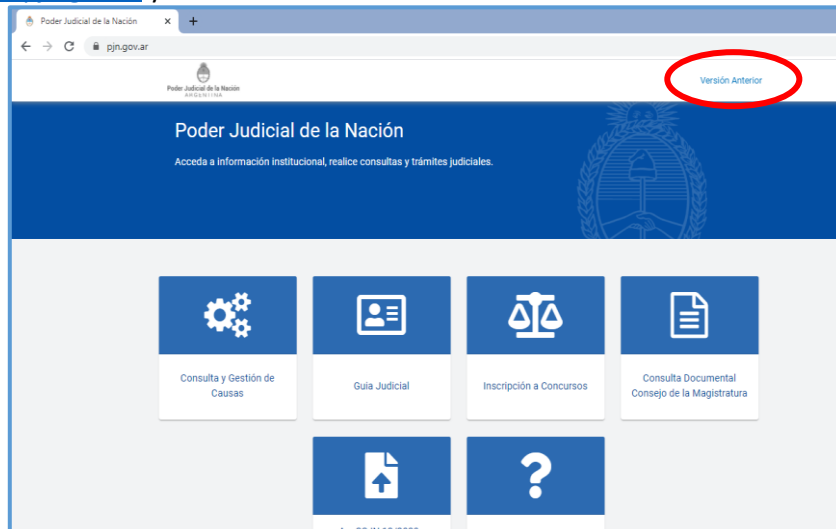 Poder Judicial de la Nación
pjn.gov.ar
Poder Judicial de la Nación
ARGENTINA
Versión Anterior
Poder Judicial de la Nación
Acceda a información institucional, realice consultas y trámites judiciales.
Consulta y Gestión de
Causas
Guia Judicial
Inscripción a Concursos
Consulta Documental
Consejo de la Magistratura